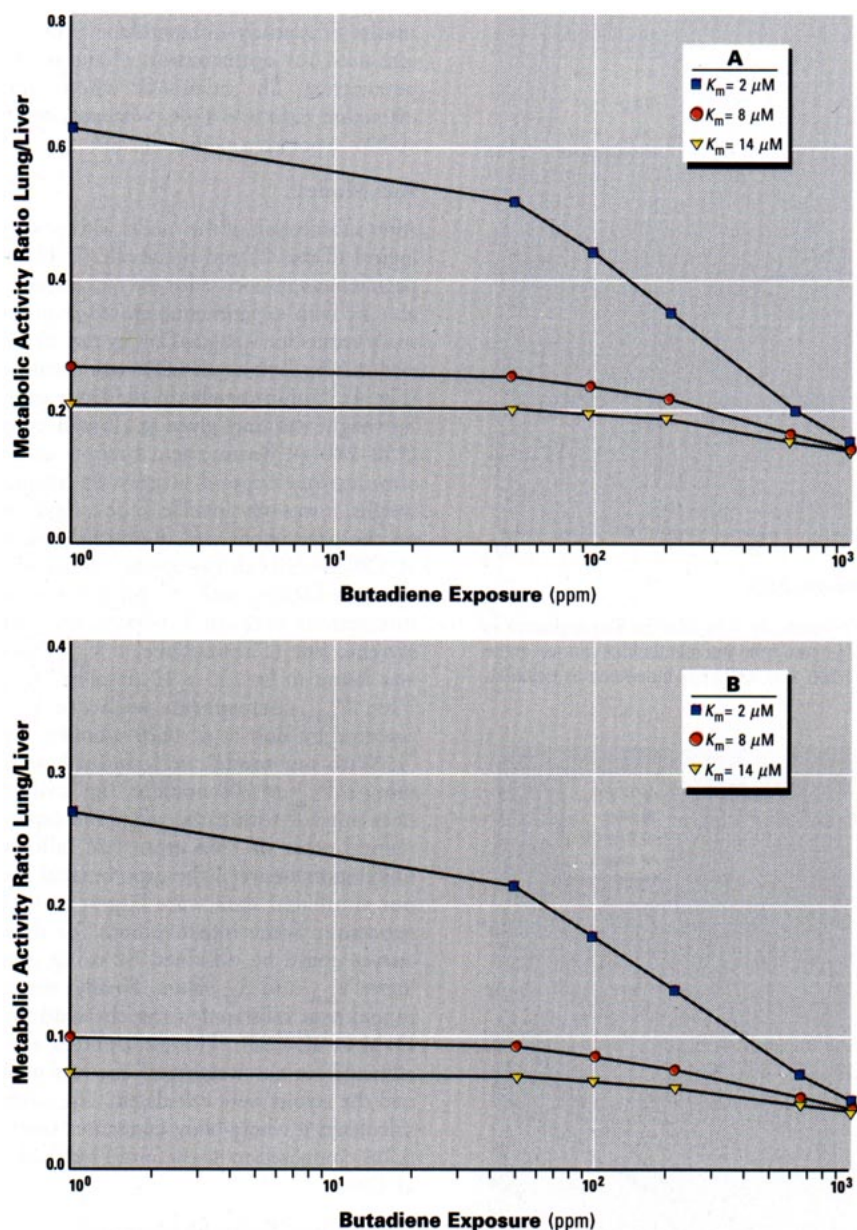 0.8
0.6
0.4
0.2
0.0
Metabolic Activity Ratio Lung/Liver
A
Km= 2 μM
Km= 8 μM
Km= 14 μM
10⁰
10¹
10²
10³
Butadiene Exposure (ppm)
0.4
0.3
0.2
0.1
0.0
Metabolic Activity Ratio Lung/Liver
B
Km= 2 μM
Km= 8 μM
Km= 14 μM
10⁰
10¹
10²
10³
Butadiene Exposure (ppm)